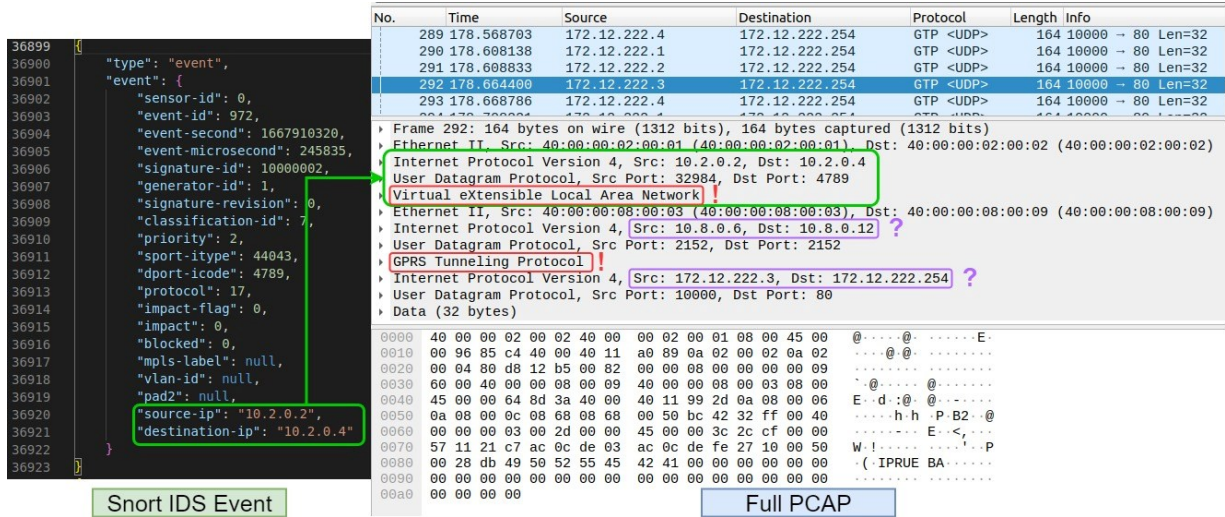 36899 {
36900 "type": "event",
36901 "event": {
36902 "sensor-id": 0,
36903 "event-id": 972,
36904 "event-second": 1667910320,
36905 "event-microsecond": 245835,
36906 "signature-id": 10000002,
36907 "generator-id": 1,
36908 "signature-revision": 0,
36909 "classification-id": 7,
36910 "priority": 2,
36911 "sport-itype": 44043,
36912 "dport-icode": 4789,
36913 "protocol": 17,
36914 "impact-flag": 0,
36915 "impact": 0,
36916 "blocked": 0,
36917 "mpls-label": null,
36918 "vlan-id": null,
36919 "pad2": null,
36920 "source-ip": "10.2.0.2",
36921 "destination-ip": "10.2.0.4"
36922 }
36923 }
Snort IDS Event
No. Time Source Destination Protocol Length Info
289 178.568703 172.12.222.4 172.12.222.254 GTP <UDP> 164 10000 → 80 Len=32
290 178.608138 172.12.222.1 172.12.222.254 GTP <UDP> 164 10000 → 80 Len=32
291 178.608833 172.12.222.2 172.12.222.254 GTP <UDP> 164 10000 → 80 Len=32
292 178.664400 172.12.222.3 172.12.222.254 GTP <UDP> 164 10000 → 80 Len=32
293 178.668786 172.12.222.4 172.12.222.254 GTP <UDP> 164 10000 → 80 Len=32
Frame 292: 164 bytes on wire (1312 bits), 164 bytes captured (1312 bits)
Ethernet II, Src: 40:00:00:02:00:01 (40:00:00:02:00:01), Dst: 40:00:00:02:00:02 (40:00:00:02:00:02)
Internet Protocol Version 4, Src: 10.2.0.2, Dst: 10.2.0.4
User Datagram Protocol, Src Port: 32984, Dst Port: 4789
Virtual eXtensible Local Area Network !
Ethernet II, Src: 40:00:00:08:00:03 (40:00:00:08:00:03), Dst: 40:00:00:08:00:09 (40:00:00:08:00:09)
Internet Protocol Version 4, Src: 10.8.0.6, Dst: 10.8.0.12 ?
User Datagram Protocol, Src Port: 2152, Dst Port: 2152
GPRS Tunneling Protocol !
Internet Protocol Version 4, Src: 172.12.222.3, Dst: 172.12.222.254 ?
User Datagram Protocol, Src Port: 10000, Dst Port: 80
Data (32 bytes)
0000 40 00 00 02 00 02 40 00 00 02 00 01 08 00 45 00 @·····@· ······E·
0010 00 96 85 c4 40 00 40 11 a0 89 0a 02 00 02 0a 02 ····@·@· ········
0020 00 04 80 d8 12 b5 00 82 00 00 08 00 00 00 00 09 ········ ········
0030 60 00 40 00 00 08 00 09 40 00 00 08 00 03 08 00 `·@····· @·······
0040 45 00 00 64 8d 3a 40 00 40 11 99 2d 0a 08 00 06 E··d·:@· @··-····
0050 0a 08 00 0c 08 68 08 68 00 50 bc 42 32 ff 00 40 ·····h·h ·P·B2··@
0060 00 00 00 03 00 2d 00 00 45 00 00 3c 2c cf 00 00 ·····-·· E··<,···
0070 57 11 21 c7 ac 0c de 03 ac 0c de fe 27 10 00 50 W·!····· ····'··P
0080 00 28 db 49 50 52 55 45 42 41 00 00 00 00 00 00 ·(·IPRUE BA······
0090 00 00 00 00 00 00 00 00 00 00 00 00 00 00 00 00 ········ ········
00a0 00 00 00 00 ····
Full PCAP